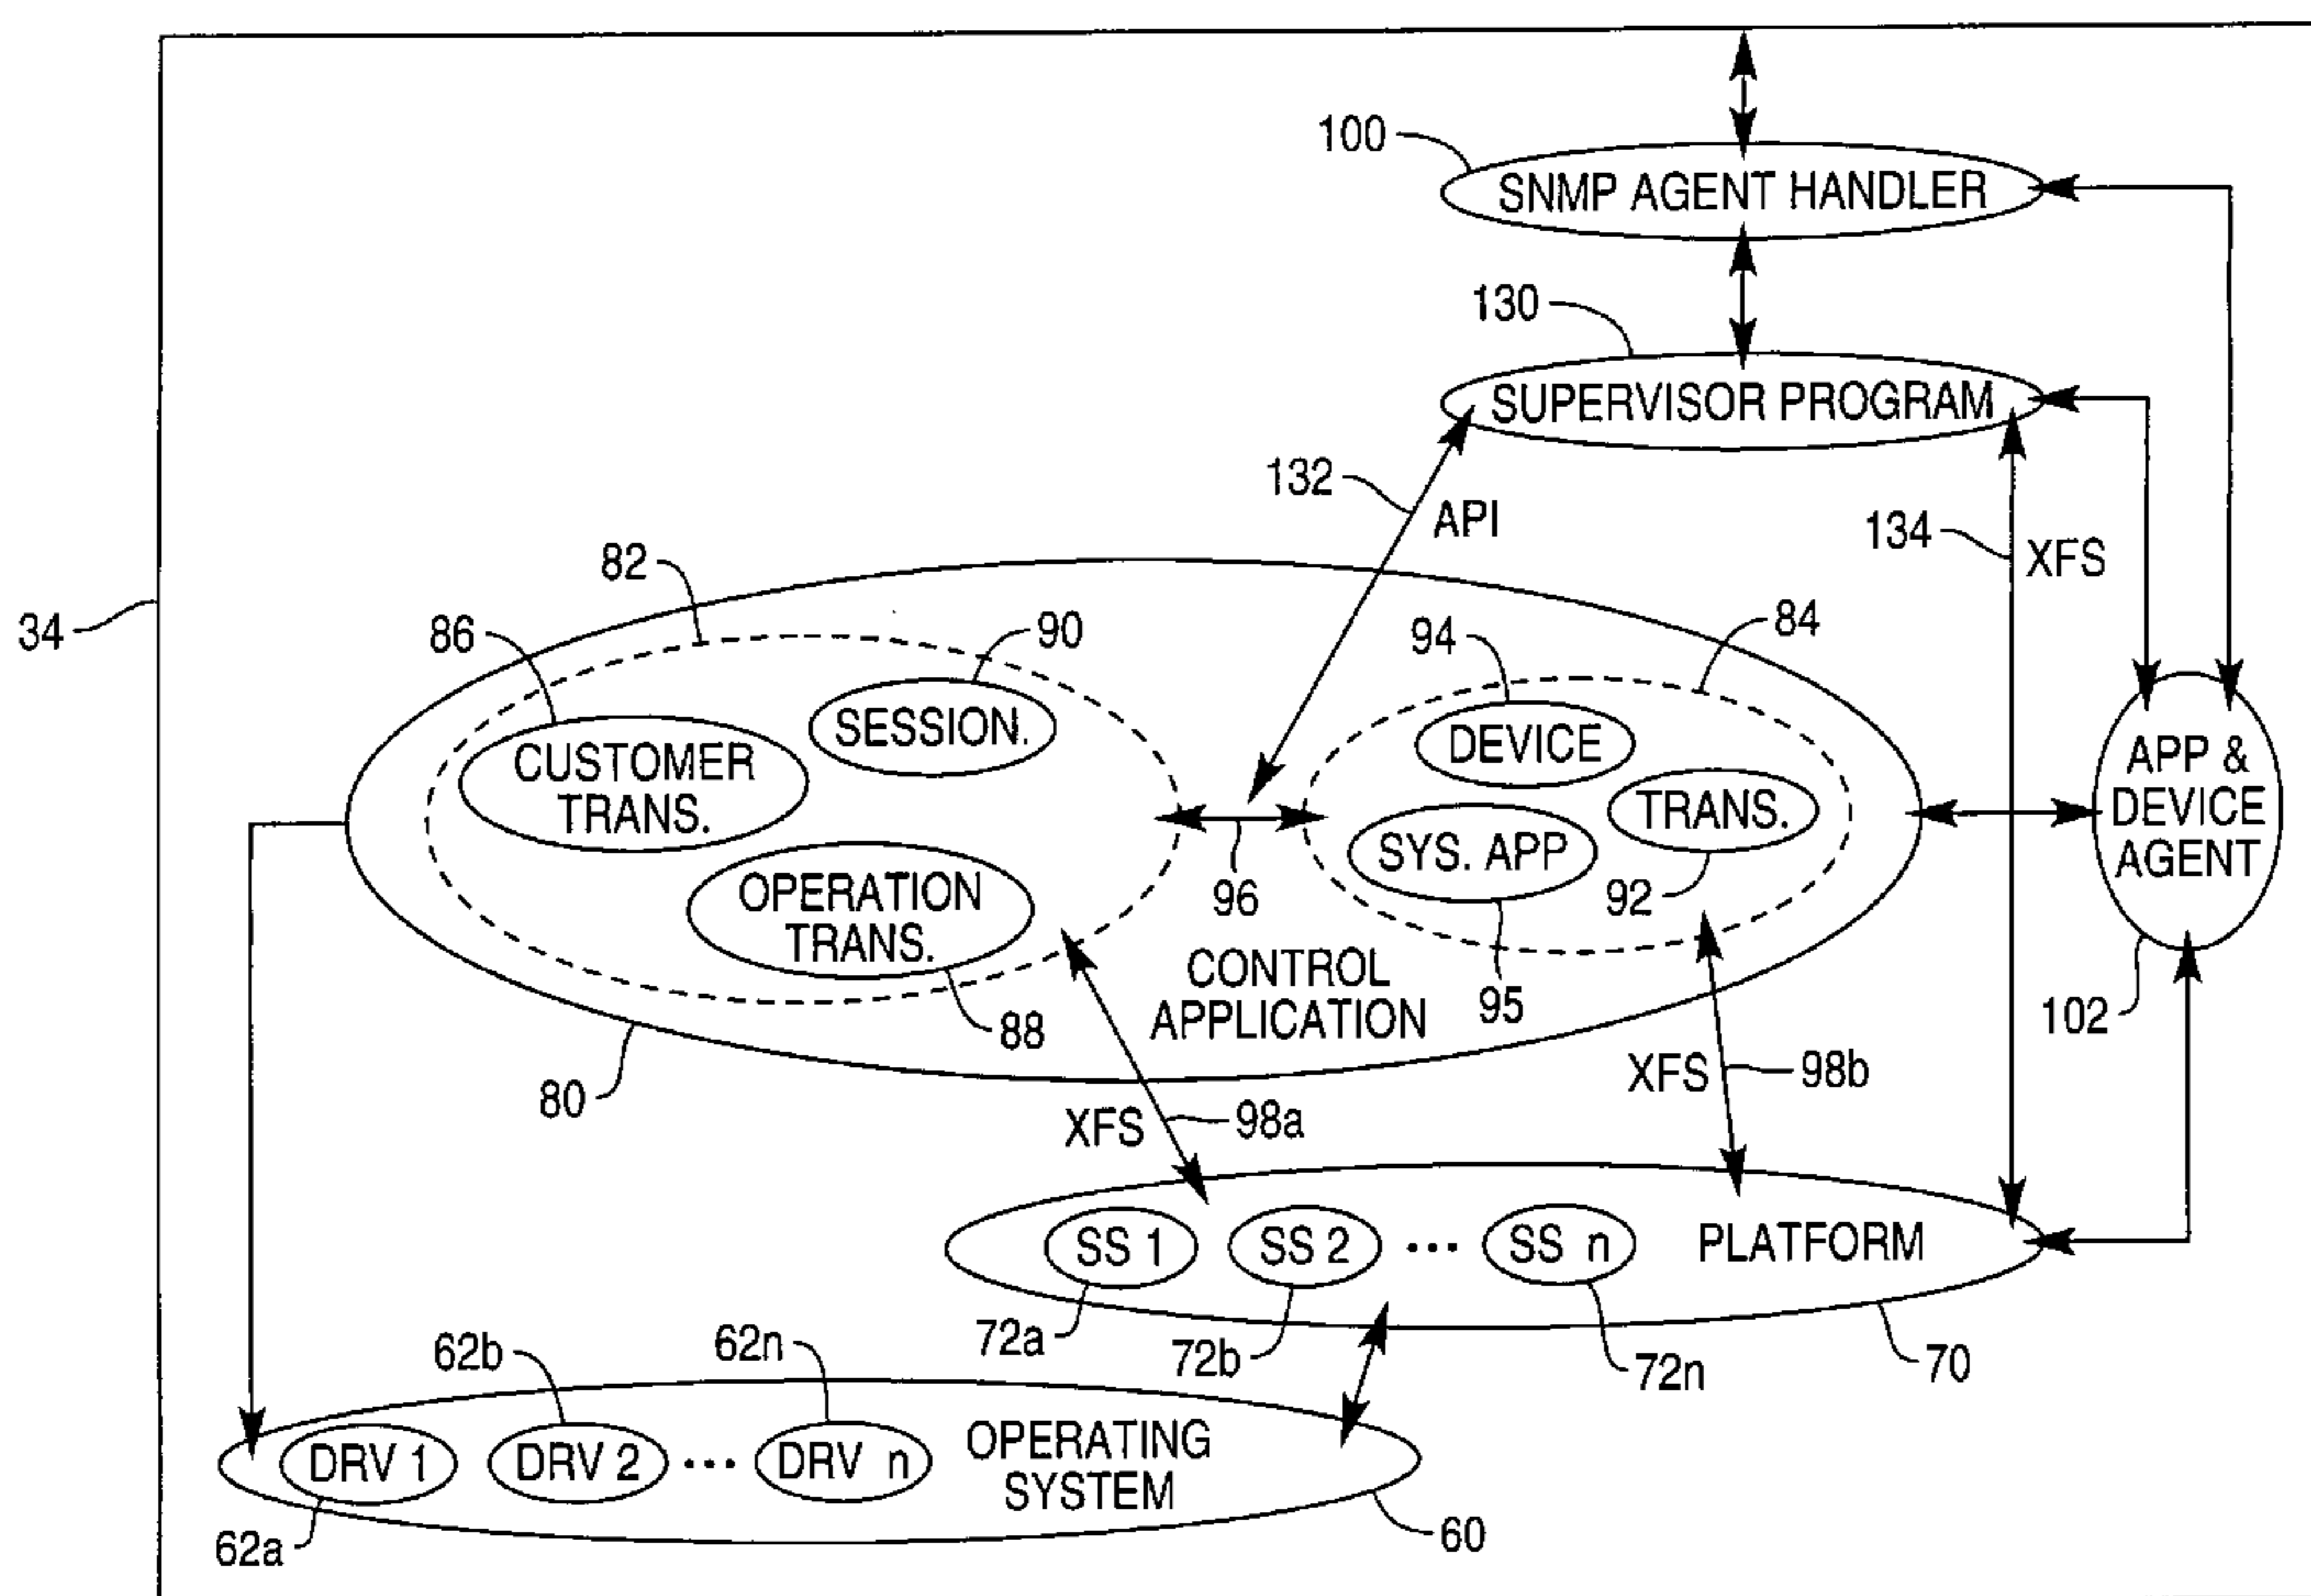 100
SNMP AGENT HANDLER
130
SUPERVISOR PROGRAM
132
API
134
XFS
82
34
86
90
94
84
SESSION.
DEVICE
CUSTOMER
TRANS.
TRANS.
APP &
DEVICE
AGENT
SYS. APP
96
92
OPERATION
TRANS.
CONTROL
APPLICATION
95
88
102
80
XFS
98a
XFS
98b
SS 1
SS 2
...
SS n
PLATFORM
72a
72b
72n
70
62b
62n
DRV 1
DRV 2
...
DRV n
OPERATING
SYSTEM
62a
60